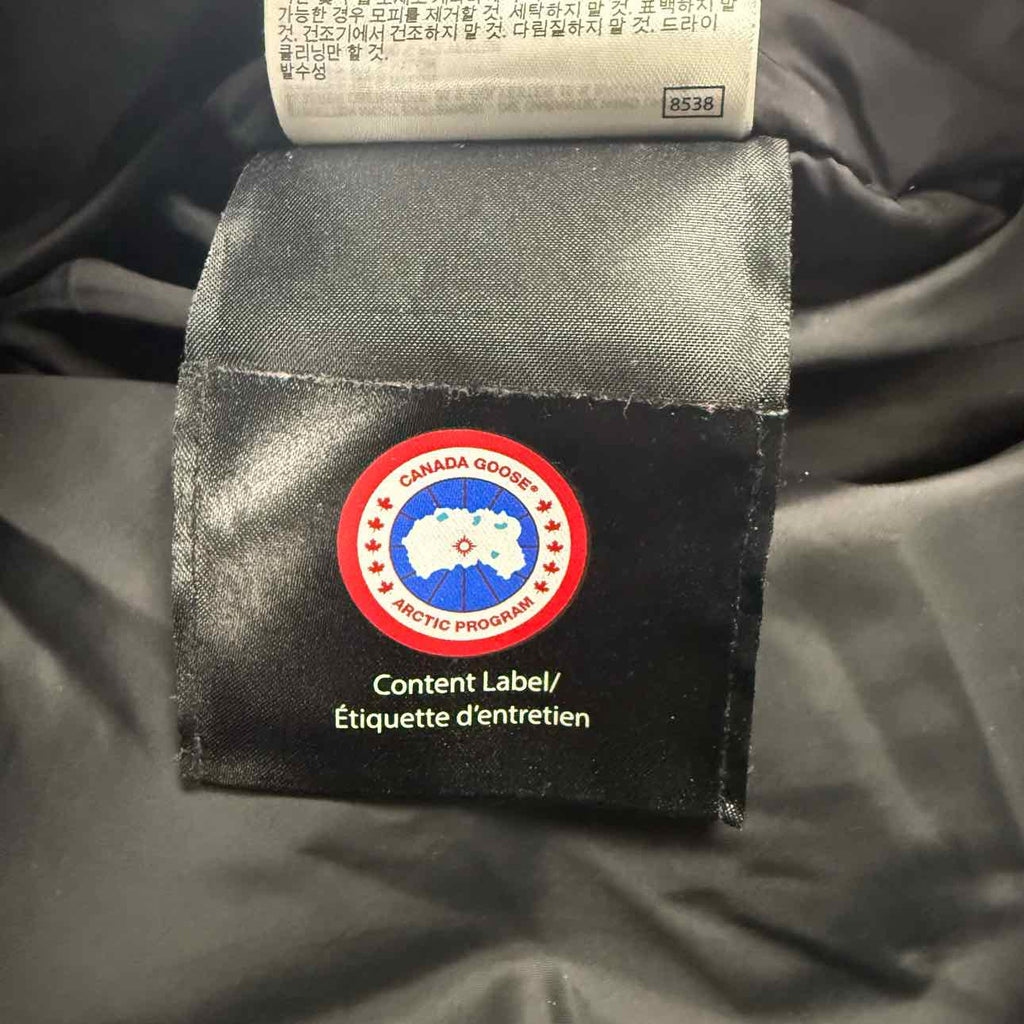 가능한 경우 모피를 제거할 것. 세탁하지 말 것. 표백하지 말
것. 건조기에서 건조하지 말 것. 다림질하지 말 것. 드라이
클리닝만 할 것.
발수성
8538
CANADA GOOSE®
ARCTIC PROGRAM
Content Label/
Étiquette d'entretien